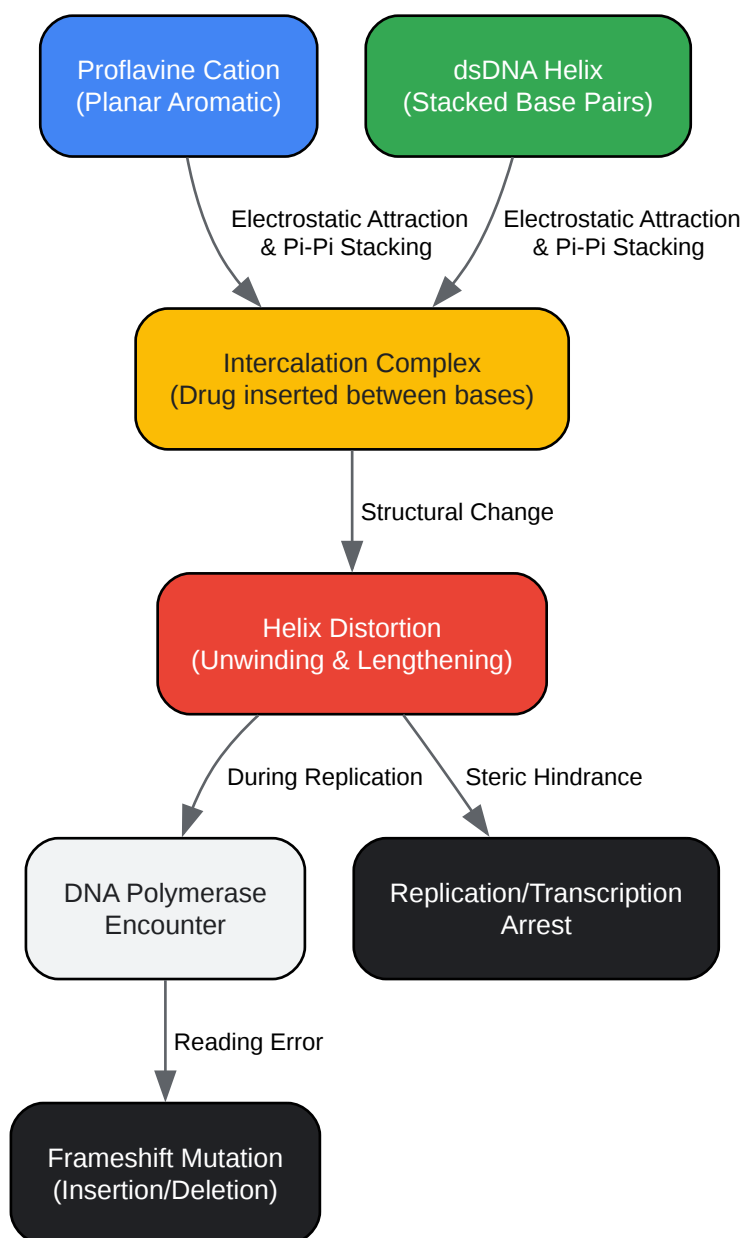 Proflavine Cation
(Planar Aromatic)
dsDNA Helix
(Stacked Base Pairs)
Electrostatic Attraction
& Pi-Pi Stacking
Electrostatic Attraction
& Pi-Pi Stacking
Intercalation Complex
(Drug inserted between bases)
Structural Change
Helix Distortion
(Unwinding & Lengthening)
During Replication
Steric Hindrance
DNA Polymerase
Encounter
Replication/Transcription
Arrest
Reading Error
Frameshift Mutation
(Insertion/Deletion)